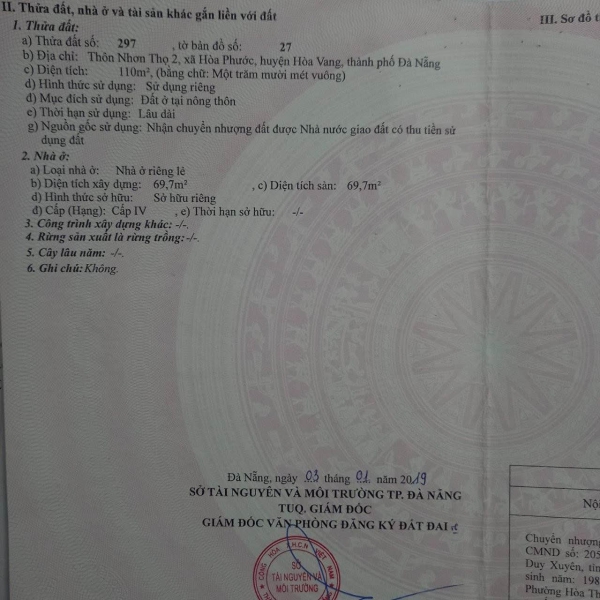 II. Thửa đất, nhà ở và tài sản khác gắn liền với đất
III. Sơ đồ t
1. Thửa đất:
a) Thửa đất số: 297 , tờ bản đồ số: 27
b) Địa chỉ: Thôn Nhơn Thọ 2, xã Hòa Phước, huyện Hòa Vang, thành phố Đà Nẵng
c) Diện tích: 110m², (bằng chữ: Một trăm mười mét vuông)
d) Hình thức sử dụng: Sử dụng riêng
đ) Mục đích sử dụng: Đất ở tại nông thôn
e) Thời hạn sử dụng: Lâu dài
g) Nguồn gốc sử dụng: Nhận chuyển nhượng đất được Nhà nước giao đất có thu tiền sử
dụng đất
2. Nhà ở:
a) Loại nhà ở: Nhà ở riêng lẻ
b) Diện tích xây dựng: 69,7m² , c) Diện tích sàn: 69,7m²
d) Hình thức sở hữu: Sở hữu riêng
đ) Cấp (Hạng): Cấp IV , e) Thời hạn sở hữu: -/-
3. Công trình xây dựng khác: -/-.
4. Rừng sản xuất là rừng trồng: -/-.
5. Cây lâu năm: -/-.
6. Ghi chú: Không.
Đà Nẵng, ngày 03 tháng 01 năm 2019
SỞ TÀI NGUYÊN VÀ MÔI TRƯỜNG TP. ĐÀ NẴNG
TUQ. GIÁM ĐỐC
GIÁM ĐỐC VĂN PHÒNG ĐĂNG KÝ ĐẤT ĐAI
CỘNG HÒA X.H.C.N VIỆT NAM
SỞ
TÀI NGUYÊN VÀ
MÔI TRƯỜNG
Nội
Chuyển nhượng
CMND số: 205
Duy Xuyên, tỉn
sinh năm: 198
Phường Hòa Th